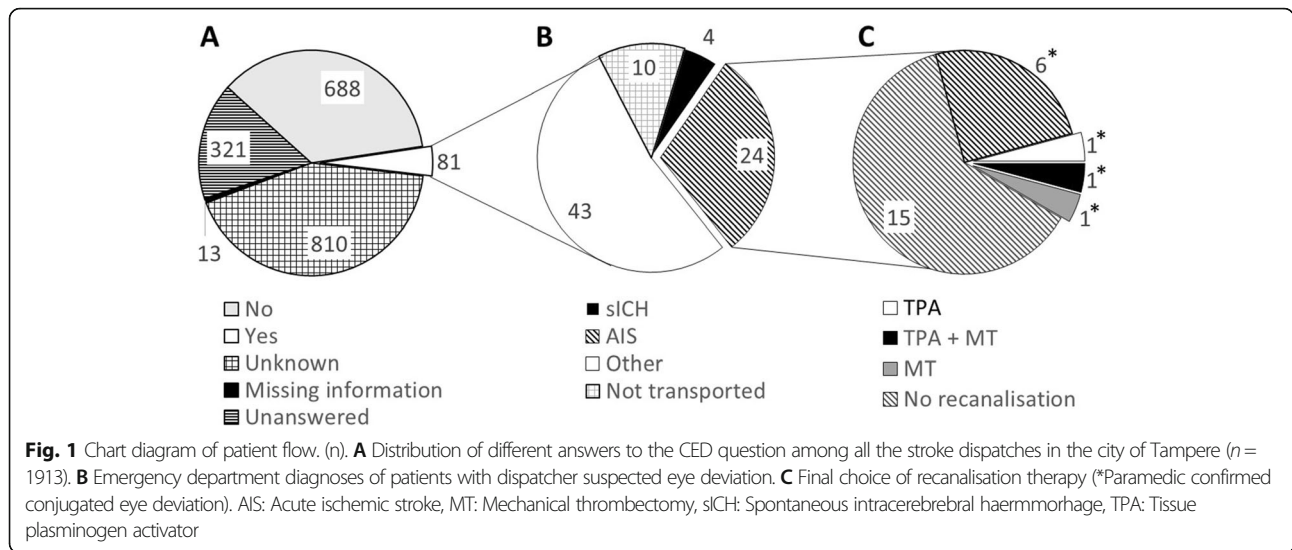 A
B
C
688
321
81
13
810
10
4
24
43
6*
1*
1*
1*
15
No
Yes
Unknown
Missing information
Unanswered
sICH
AIS
Other
Not transported
TPA
TPA + MT
MT
No recanalisation
Fig. 1 Chart diagram of patient flow. (n). A Distribution of different answers to the CED question among all the stroke dispatches in the city of Tampere (n =
1913). B Emergency department diagnoses of patients with dispatcher suspected eye deviation. C Final choice of recanalisation therapy (*Paramedic confirmed
conjugated eye deviation). AIS: Acute ischemic stroke, MT: Mechanical thrombectomy, sICH: Spontaneous intracerebrebral haermmorhage, TPA: Tissue
plasminogen activator